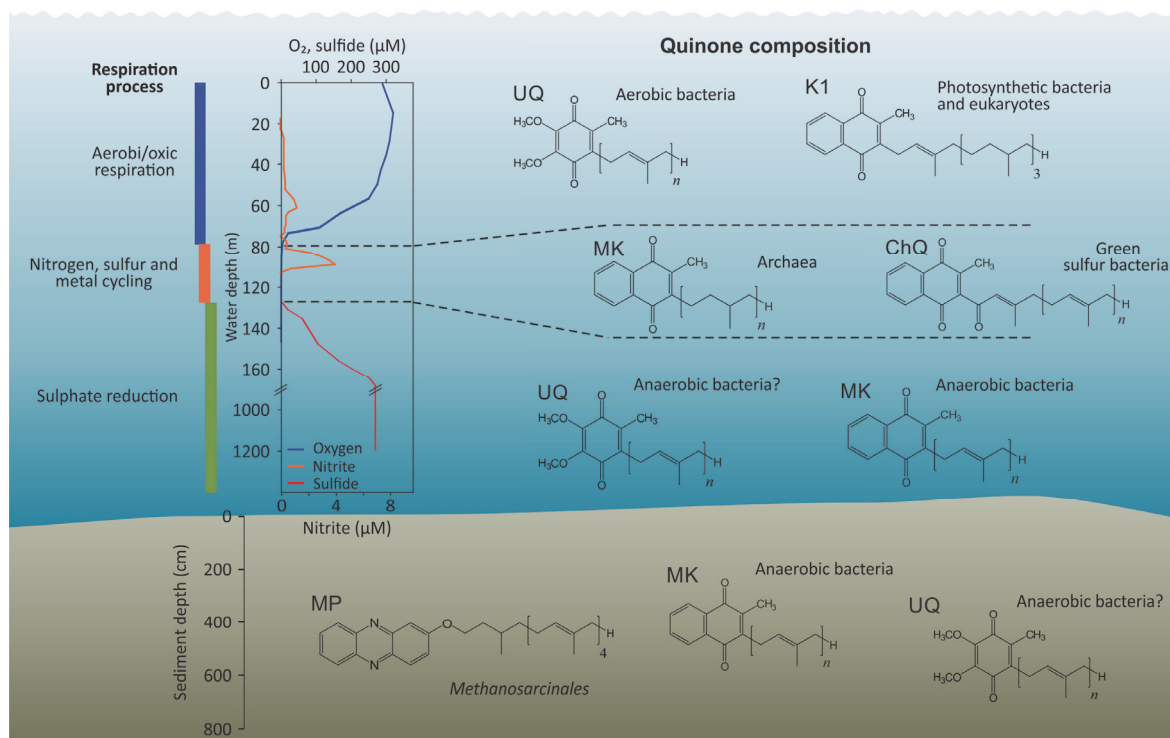 O₂, sulfide (µM)
100 200 300
Quinone composition
Respiration
process
Aerobi/oxic
respiration
Nitrogen, sulfur and
metal cycling
Sulphate reduction
Water depth (m)
0
20
40
60
80
100
120
140
160
1000
1200
Oxygen
Nitrite
Sulfide
0 4 8
Nitrite (µM)
UQ
Aerobic bacteria
O
H₃CO
CH₃
H₃CO
O
H
n
K1
Photosynthetic bacteria
and eukaryotes
O
CH₃
O
H
3
MK
Archaea
O
CH₃
O
H
n
ChQ
Green
sulfur bacteria
O
CH₃
O O
H
n
UQ
Anaerobic bacteria?
O
H₃CO
CH₃
H₃CO
O
H
n
MK
Anaerobic bacteria
O
CH₃
O
H
n
Sediment depth (cm)
0
200
400
600
800
MP
N
N
O
H
4
Methanosarcinales
MK
Anaerobic bacteria
O
CH₃
O
H
n
UQ
Anaerobic bacteria?
O
H₃CO
CH₃
H₃CO
O
H
n